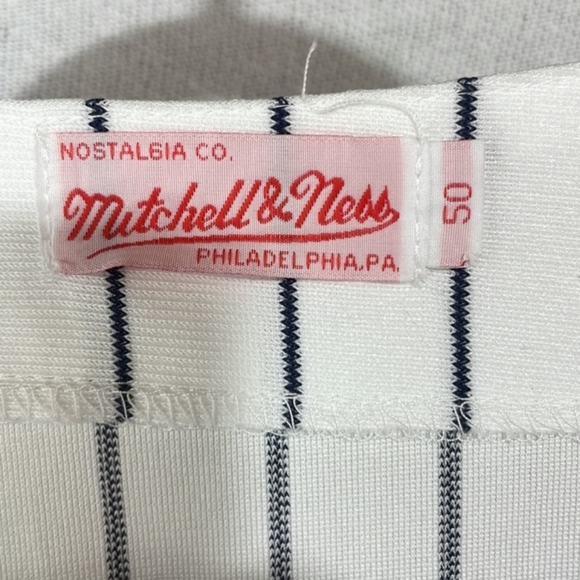 NOSTALGIA CO.
Mitchell & Ness
PHILADELPHIA, PA.
50